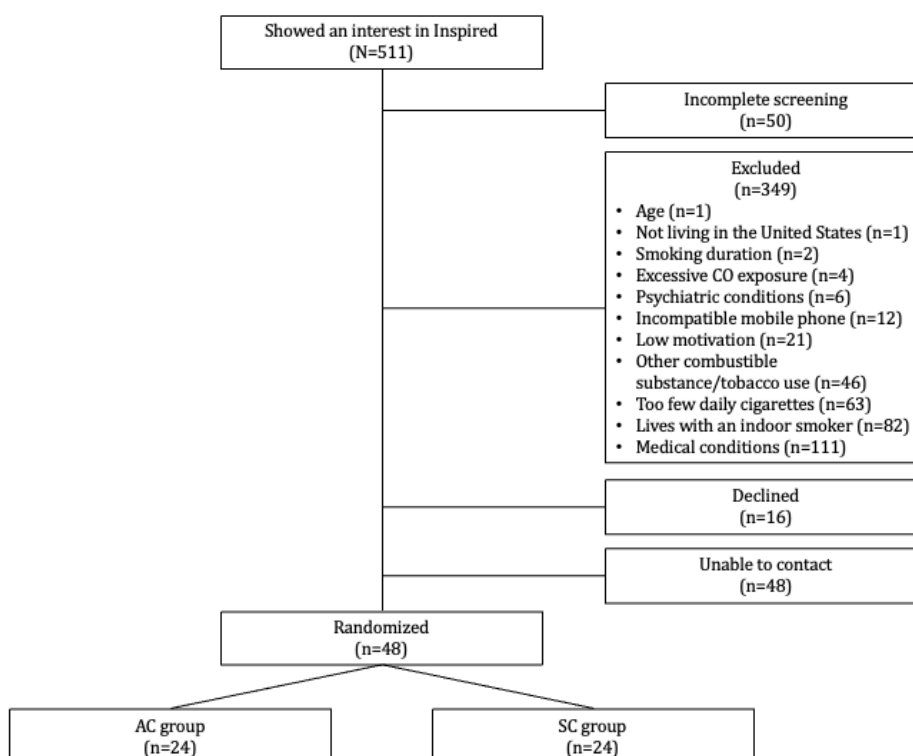 Showed an interest in Inspired
(N=511)
Incomplete screening
(n=50)
Excluded
(n=349)
• Age (n=1)
• Not living in the United States (n=1)
• Smoking duration (n=2)
• Excessive CO exposure (n=4)
• Psychiatric conditions (n=6)
• Incompatible mobile phone (n=12)
• Low motivation (n=21)
• Other combustible
substance/tobacco use (n=46)
• Too few daily cigarettes (n=63)
• Lives with an indoor smoker (n=82)
• Medical conditions (n=111)
Declined
(n=16)
Unable to contact
(n=48)
Randomized
(n=48)
AC group
(n=24)
SC group
(n=24)